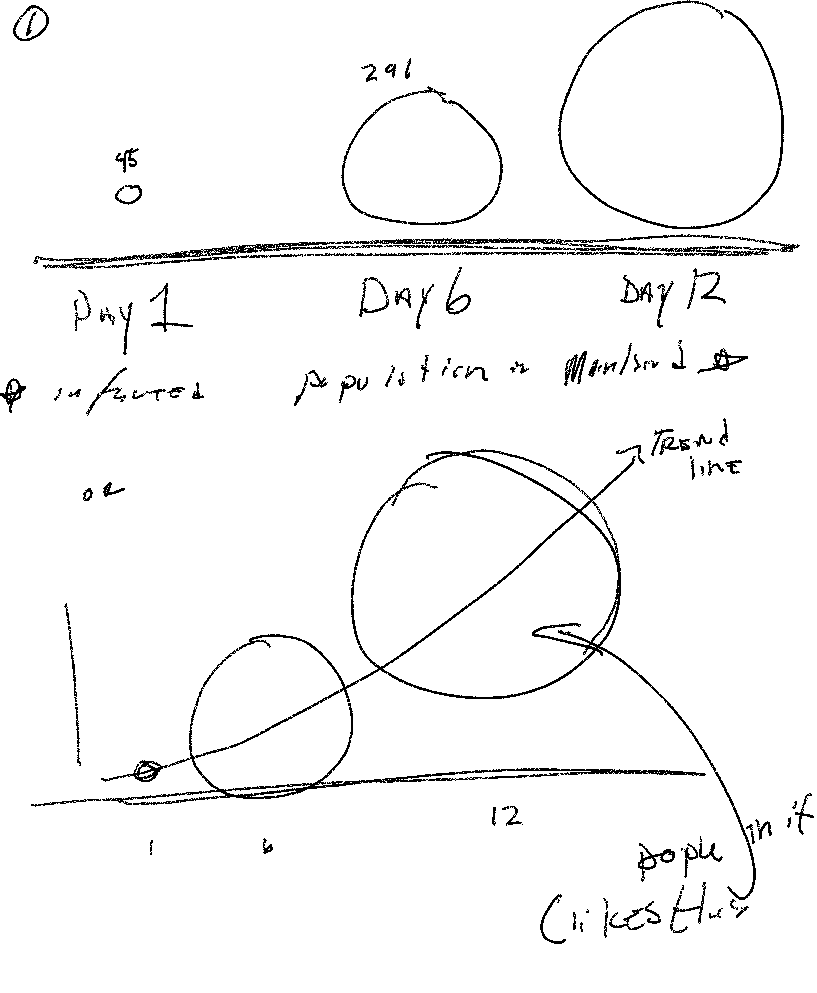 1
45
291
Day 1
Day 6
Day 12
infected population in
or
Trend
line
1
6
12
people in it
(likes this